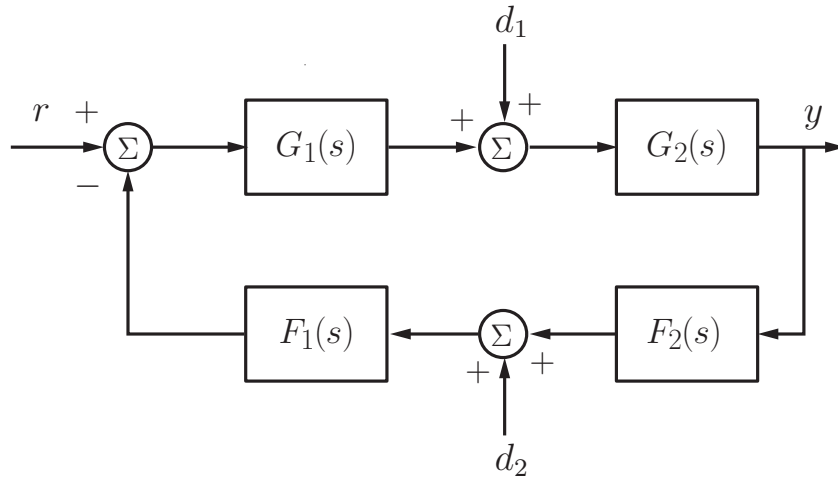 d₁
r + + + y
Σ G₁(s) Σ G₂(s)
−
F₁(s) Σ F₂(s)
+ +
d₂